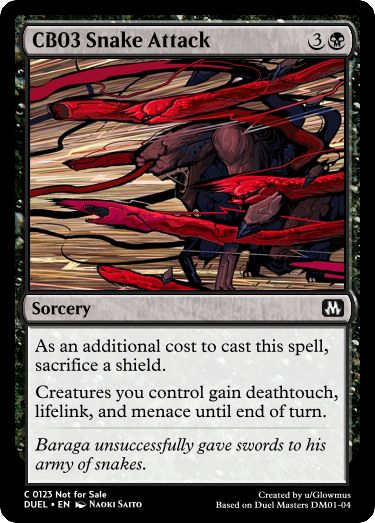 CB03 Snake Attack 3
Sorcery
As an additional cost to cast this spell,
sacrifice a shield.
Creatures you control gain deathtouch,
lifelink, and menace until end of turn.
Baraga unsuccessfully gave swords to his
army of snakes.
C 0123 Not for Sale
DUEL • EN Naoki Saito
Created by u/Glowmus
Based on Duel Masters DM01-04